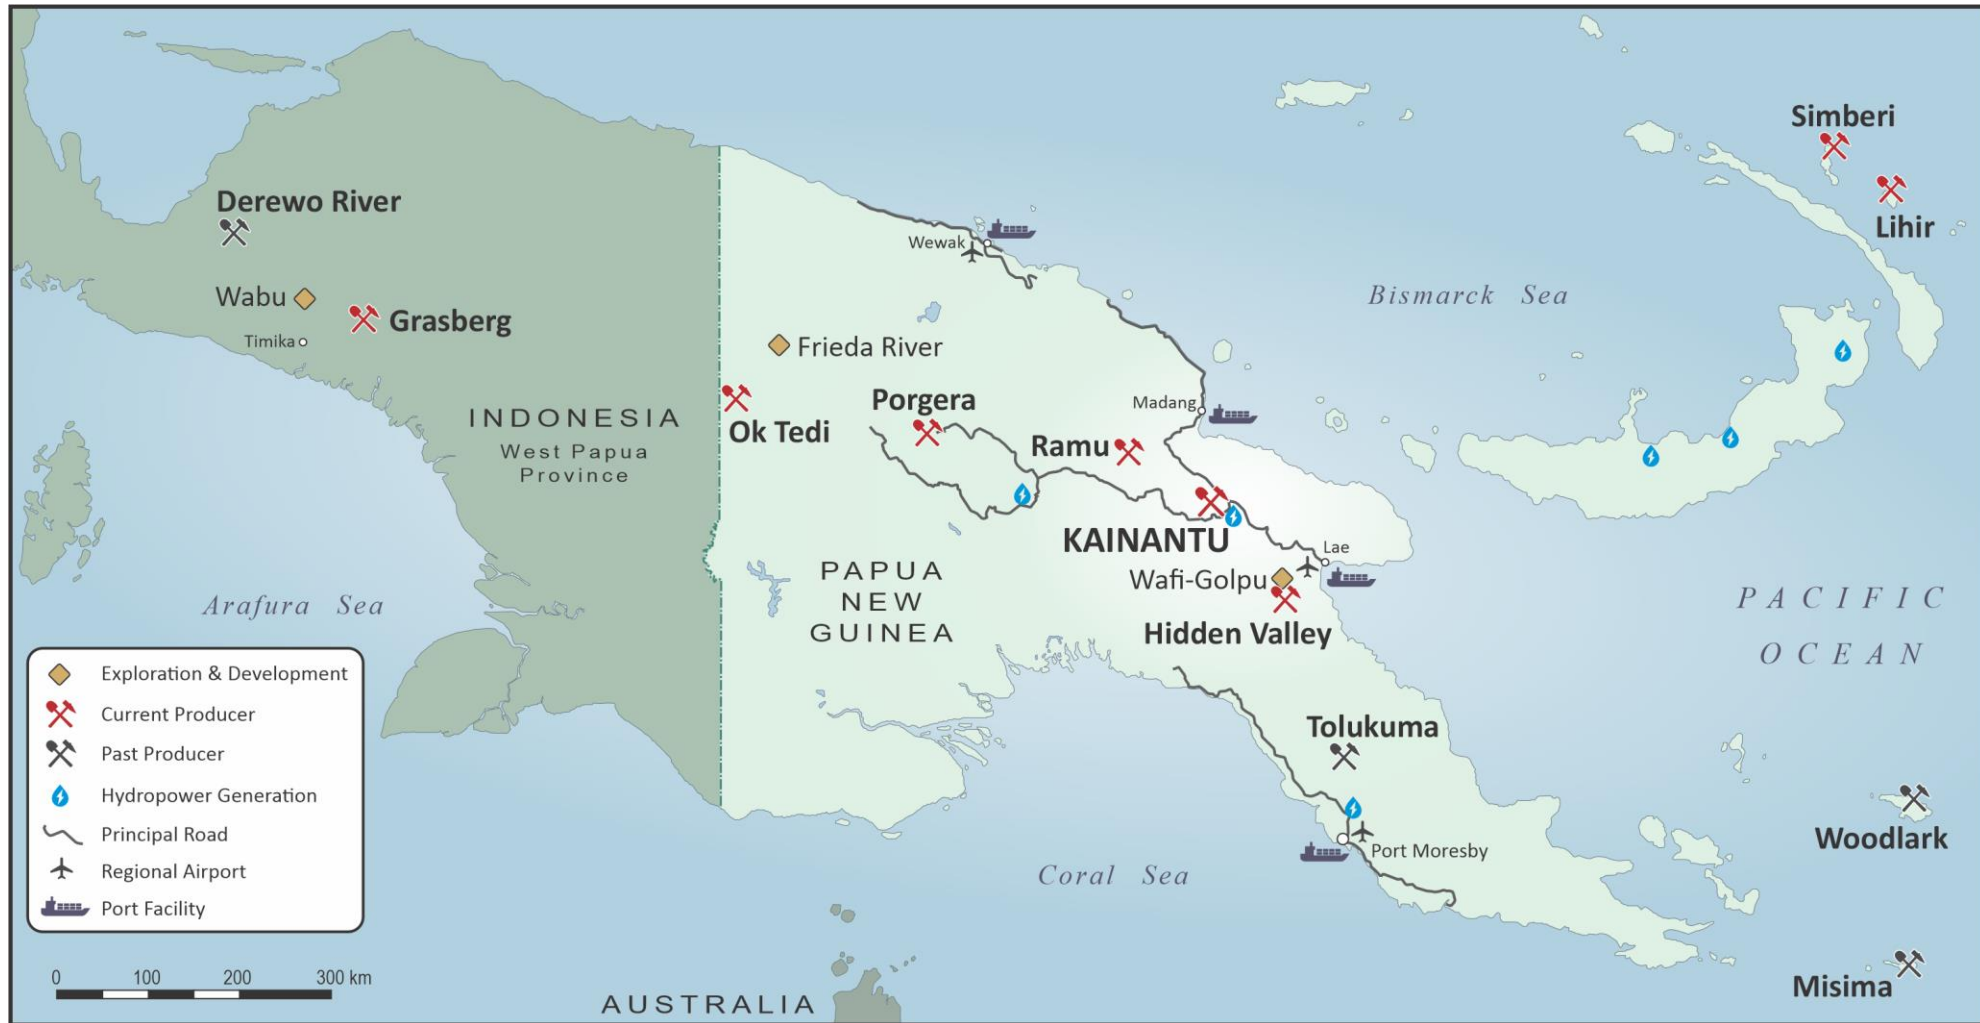 Simberi
Lihir
Derewo River
Wabu
Grasberg
Timika
Wewak
Bismarck Sea
Frieda River
INDONESIA
West Papua
Province
Ok Tedi
Porgera
Madang
Ramu
KAINANTU
Lae
Wafi-Golpu
Hidden Valley
PAPUA
NEW
GUINEA
Arafura Sea
PACIFIC
OCEAN
Exploration & Development
Current Producer
Past Producer
Hydropower Generation
Principal Road
Regional Airport
Port Facility
Tolukuma
Port Moresby
Coral Sea
Woodlark
Misima
0 100 200 300 km
AUSTRALIA